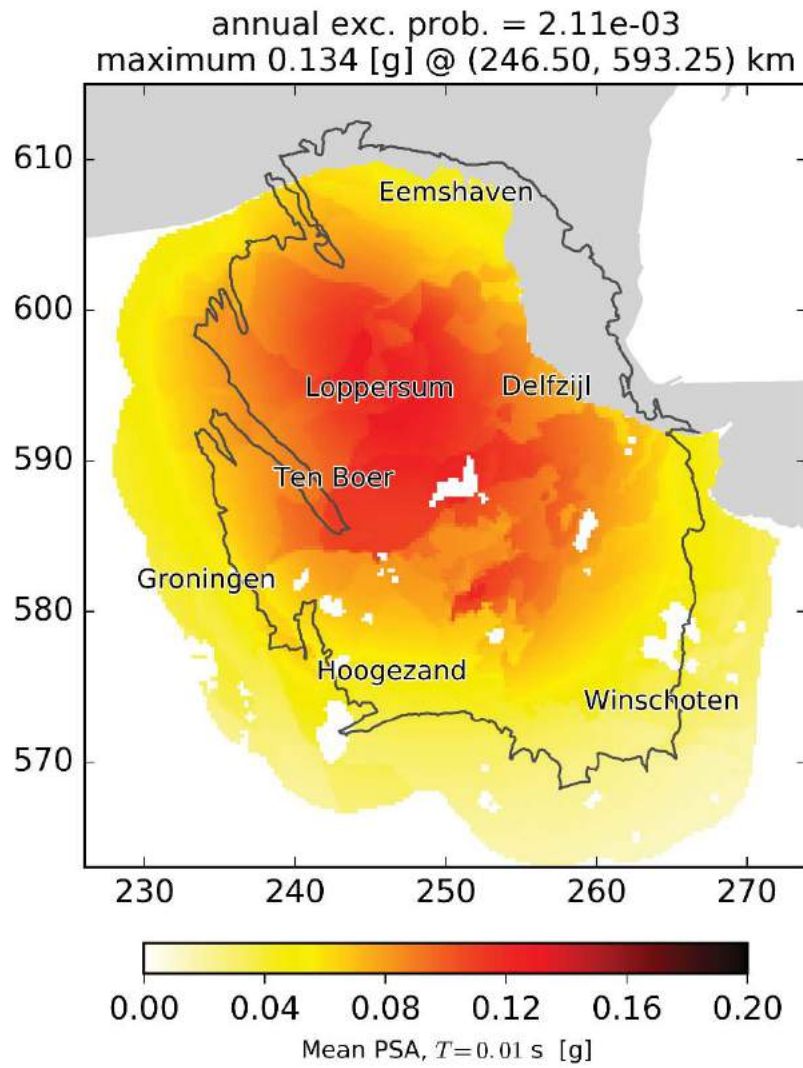 annual exc. prob. = 2.11e-03
maximum 0.134 [g] @ (246.50, 593.25) km
610
Eemshaven
600
Loppersum Delfzijl
590
Ten Boer
Groningen
580
Hoogezand
Winschoten
570
230 240 250 260 270
0.00 0.04 0.08 0.12 0.16 0.20
Mean PSA, T=0.01 s [g]